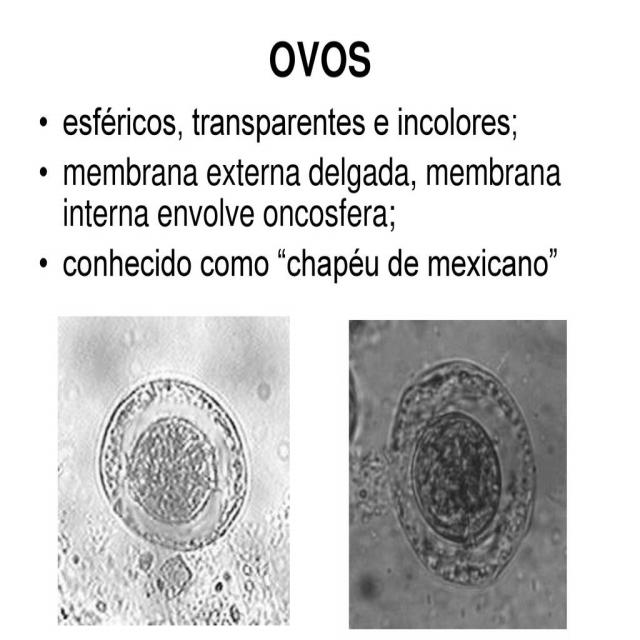 OVOS
• esféricos, transparentes e incolores;
• membrana externa delgada, membrana
interna envolve oncosfera;
• conhecido como “chapéu de mexicano”